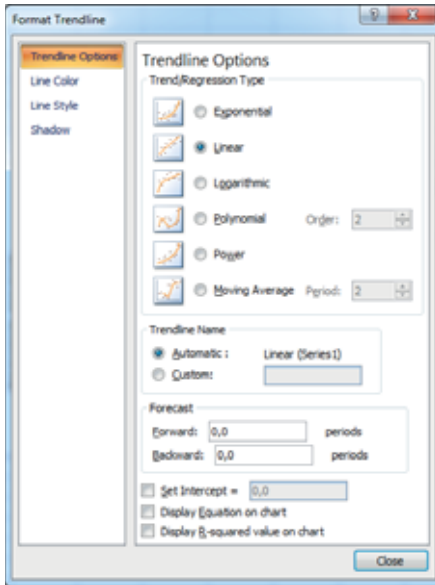 Format Trendline
Trendline Options
Line Color
Line Style
Shadow
Trendline Options
Trend/Regression Type
Exponential
Linear
Logarithmic
Polynomial Order: 2
Power
Moving Average Period: 2
Trendline Name
Automatic : Linear (Series1)
Custom:
Forecast
Forward: 0,0 periods
Backward: 0,0 periods
Set Intercept = 0,0
Display Equation on chart
Display R-squared value on chart
Close